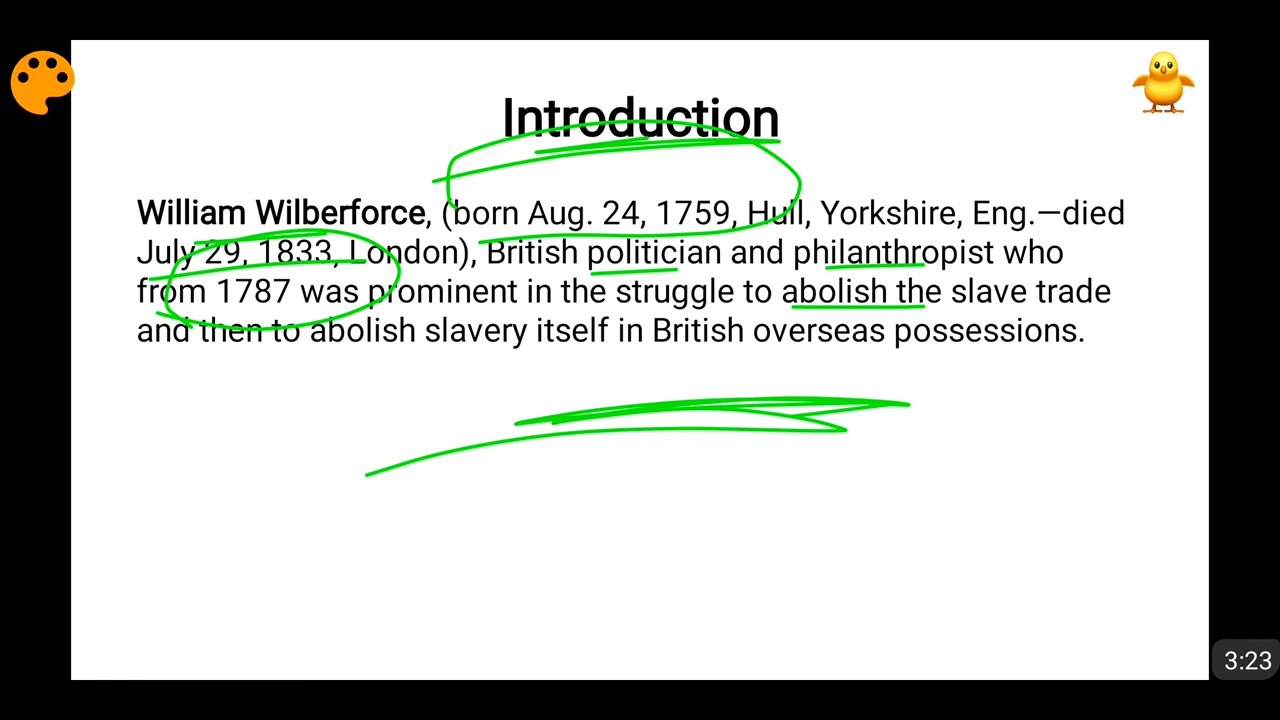 Introduction
William Wilberforce, (born Aug. 24, 1759, Hull, Yorkshire, Eng.—died
July 29, 1833, London), British politician and philanthropist who
from 1787 was prominent in the struggle to abolish the slave trade
and then to abolish slavery itself in British overseas possessions.
3:23